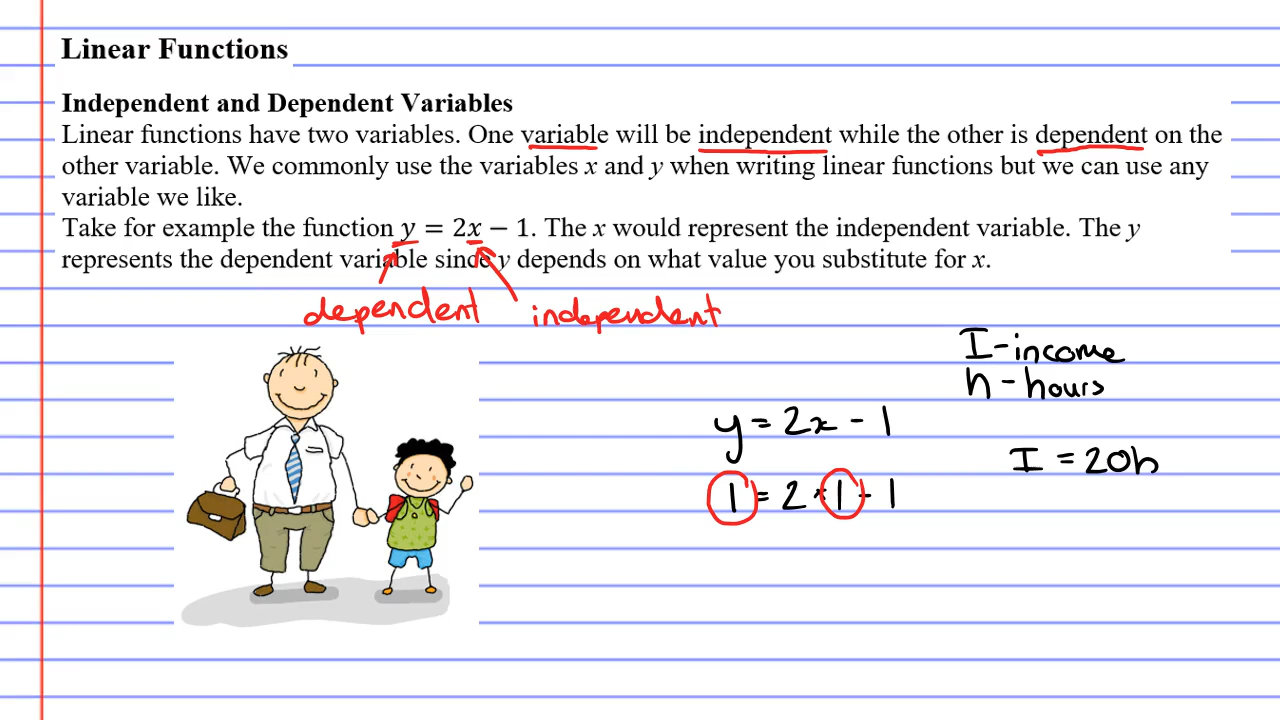 Linear Functions
Independent and Dependent Variables
Linear functions have two variables. One variable will be independent while the other is dependent on the
other variable. We commonly use the variables x and y when writing linear functions but we can use any
variable we like.
Take for example the function y = 2x − 1. The x would represent the independent variable. The y
represents the dependent variable since y depends on what value you substitute for x.
dependent independent
I - income
h - hours
y = 2x - 1
I = 20h
1 = 2 × 1 - 1